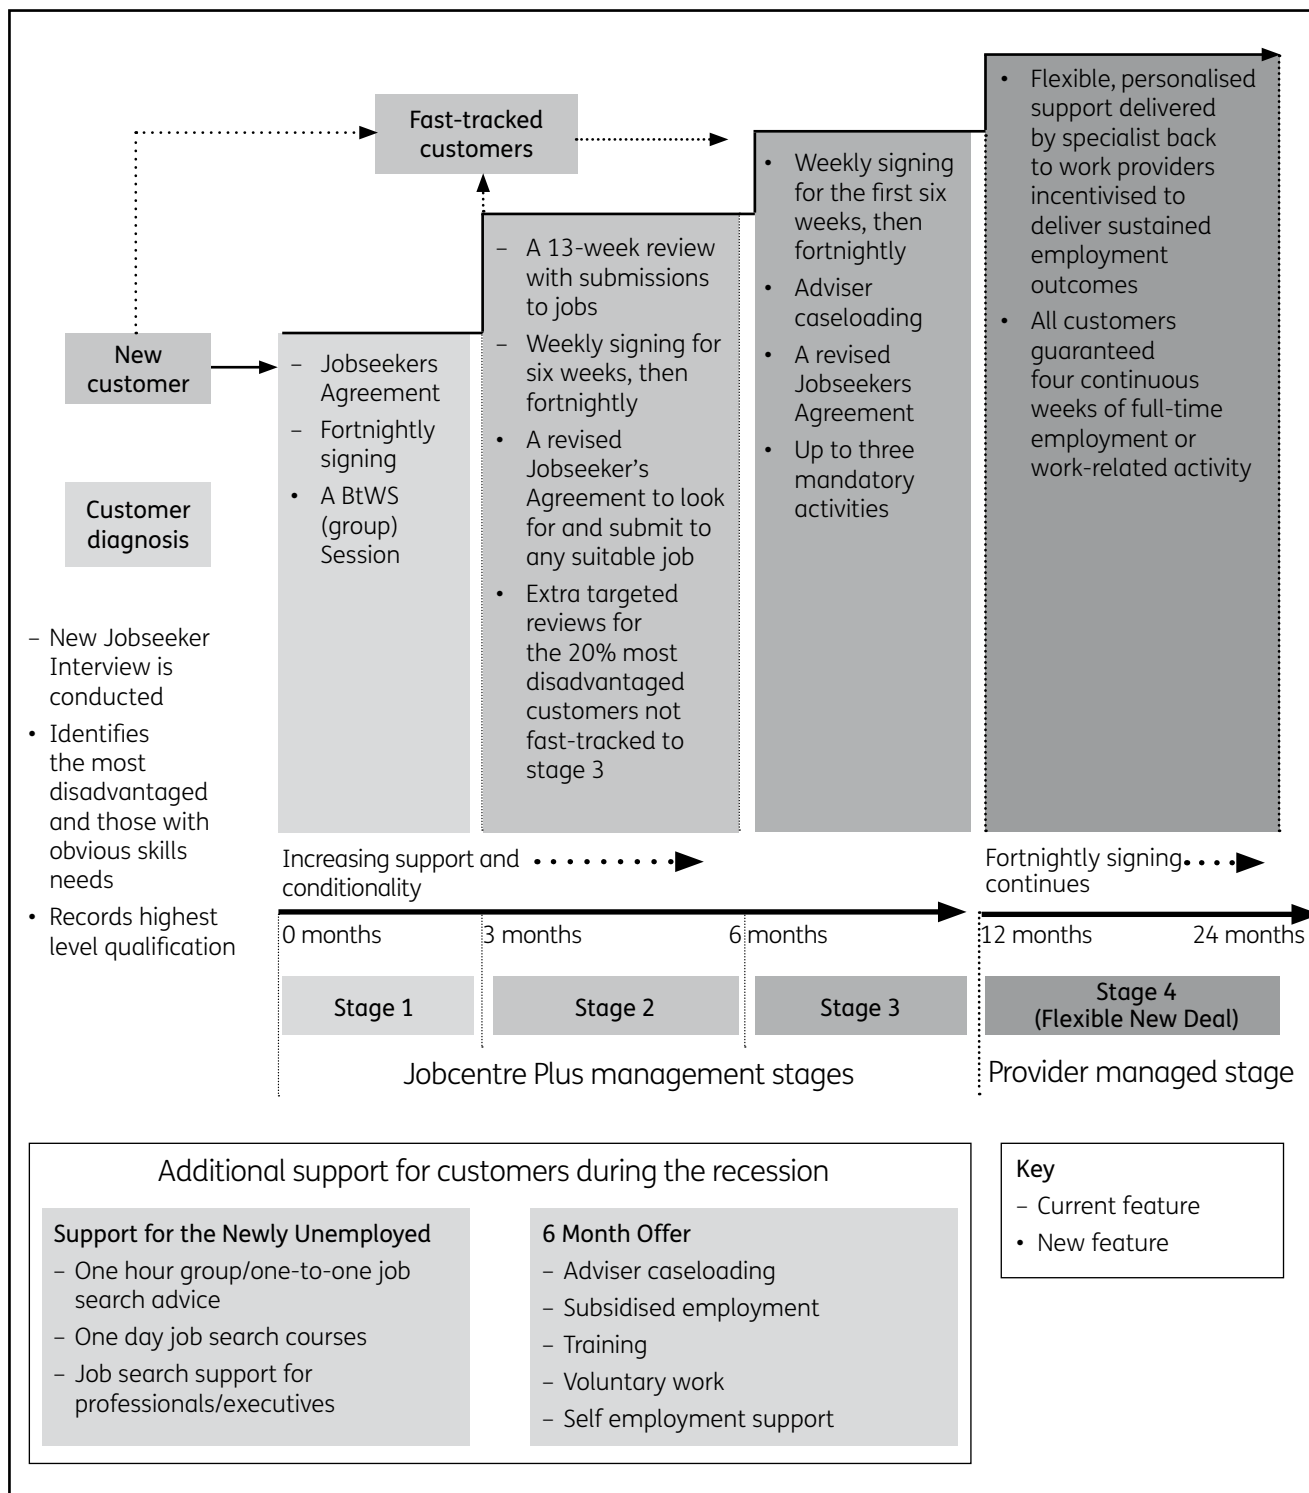 Fast-tracked
customers
New
customer
Customer
diagnosis
– New Jobseeker
Interview is
conducted
• Identifies
the most
disadvantaged
and those with
obvious skills
needs
• Records highest
level qualification
– Jobseekers
Agreement
– Fortnightly
signing
• A BtWS
(group)
Session
– A 13-week review
with submissions
to jobs
– Weekly signing for
six weeks, then
fortnightly
• A revised
Jobseeker’s
Agreement to look
for and submit to
any suitable job
• Extra targeted
reviews for
the 20% most
disadvantaged
customers not
fast-tracked to
stage 3
• Weekly signing
for the first six
weeks, then
fortnightly
• Adviser
caseloading
• A revised
Jobseekers
Agreement
• Up to three
mandatory
activities
• Flexible, personalised
support delivered
by specialist back
to work providers
incentivised to
deliver sustained
employment
outcomes
• All customers
guaranteed
four continuous
weeks of full-time
employment or
work-related activity
Increasing support and
conditionality
Fortnightly signing
continues
0 months
3 months
6 months
12 months
24 months
Stage 1
Stage 2
Stage 3
Stage 4
(Flexible New Deal)
Jobcentre Plus management stages
Provider managed stage
Additional support for customers during the recession
Support for the Newly Unemployed
– One hour group/one-to-one job
search advice
– One day job search courses
– Job search support for
professionals/executives
6 Month Offer
– Adviser caseloading
– Subsidised employment
– Training
– Voluntary work
– Self employment support
Key
– Current feature
• New feature